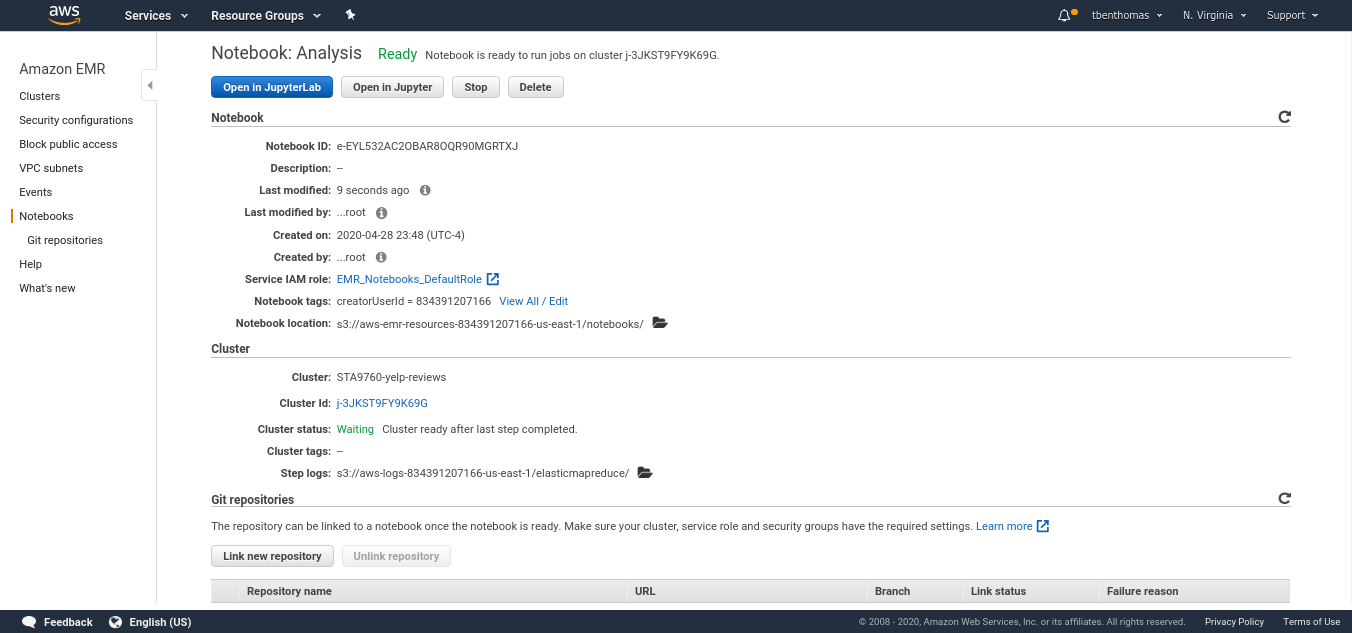 aws Services Resource Groups tbenthomas N. Virginia Support
Amazon EMR
Clusters
Security configurations
Block public access
VPC subnets
Events
Notebooks
Git repositories
Help
What's new
Notebook: Analysis Ready Notebook is ready to run jobs on cluster j-3JKST9FY9K69G.
Open in JupyterLab Open in Jupyter Stop Delete
Notebook
Notebook ID: e-EYL532AC2OBAR8OQR90MGRTXJ
Description: --
Last modified: 9 seconds ago
Last modified by: ...root
Created on: 2020-04-28 23:48 (UTC-4)
Created by: ...root
Service IAM role: EMR_Notebooks_DefaultRole
Notebook tags: creatorUserId = 834391207166 View All / Edit
Notebook location: s3://aws-emr-resources-834391207166-us-east-1/notebooks/
Cluster
Cluster: STA9760-yelp-reviews
Cluster Id: j-3JKST9FY9K69G
Cluster status: Waiting Cluster ready after last step completed.
Cluster tags: --
Step logs: s3://aws-logs-834391207166-us-east-1/elasticmapreduce/
Git repositories
The repository can be linked to a notebook once the notebook is ready. Make sure your cluster, service role and security groups have the required settings. Learn more
Link new repository Unlink repository
Repository name URL Branch Link status Failure reason
Feedback English (US) © 2008 - 2020, Amazon Web Services, Inc. or its affiliates. All rights reserved. Privacy Policy Terms of Use